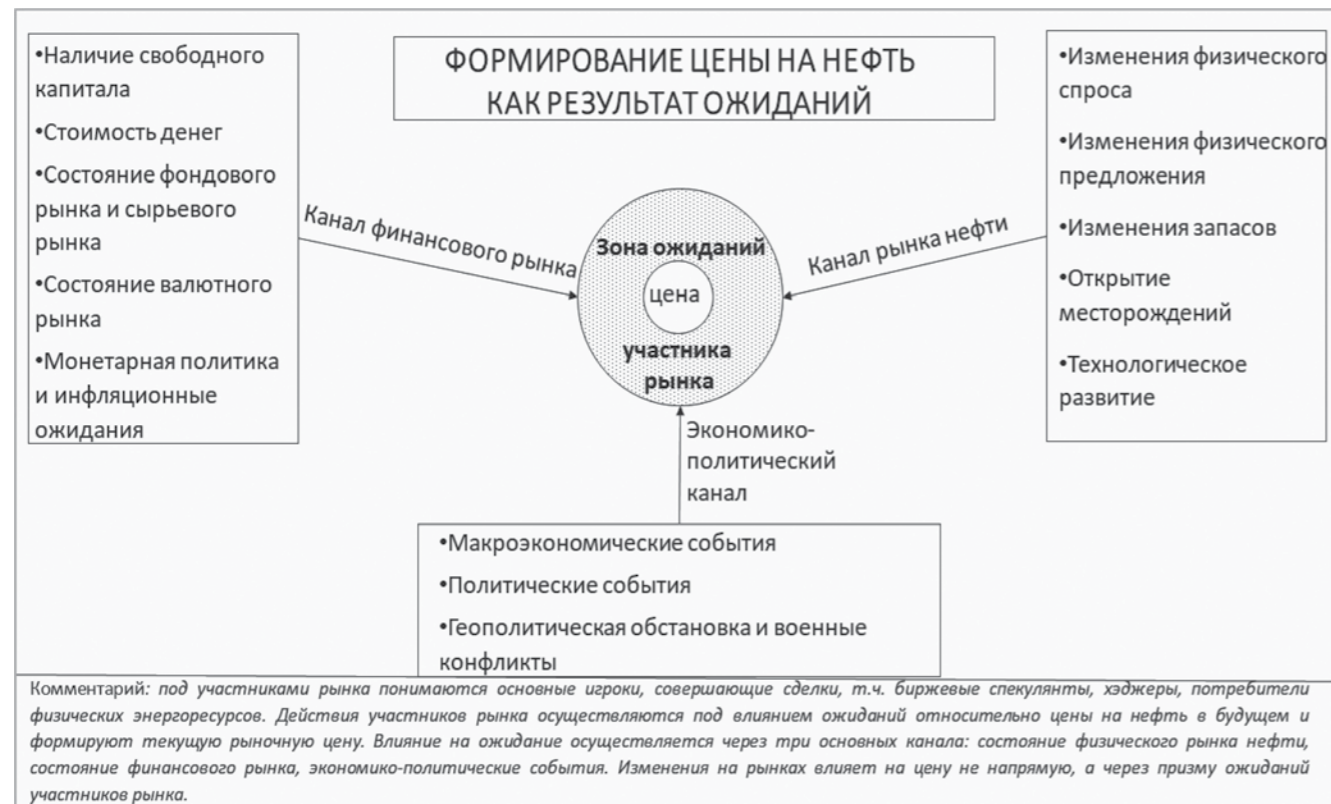 ФОРМИРОВАНИЕ ЦЕНЫ НА НЕФТЬ
КАК РЕЗУЛЬТАТ ОЖИДАНИЙ
•Наличие свободного
капитала
•Стоимость денег
•Состояние фондового
рынка и сырьевого
рынка
•Состояние валютного
рынка
•Монетарная политика
и инфляционные
ожидания
Канал финансового рынка
Зона ожиданий
цена
участника
рынка
Канал рынка нефти
•Изменения физического
спроса
•Изменения физического
предложения
•Изменения запасов
•Открытие
месторождений
•Технологическое
развитие
Экономико-
политический
канал
•Макроэкономические события
•Политические события
•Геополитическая обстановка и военные
конфликты
Комментарий: под участниками рынка понимаются основные игроки, совершающие сделки, т.ч. биржевые спекулянты, хэджеры, потребители
физических энергоресурсов. Действия участников рынка осуществляются под влиянием ожиданий относительно цены на нефть в будущем и
формируют текущую рыночную цену. Влияние на ожидание осуществляется через три основных канала: состояние физического рынка нефти,
состояние финансового рынка, экономико-политические события. Изменения на рынках влияет на цену не напрямую, а через призму ожиданий
участников рынка.